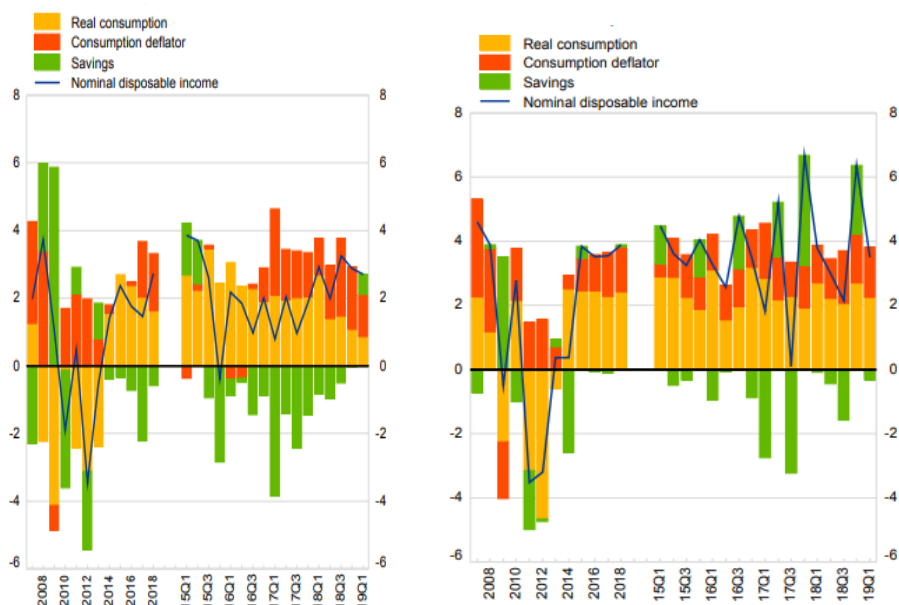 Real consumption
Consumption deflator
Savings
Nominal disposable income
8 8
6 6
4 4
2 2
0 0
-2 -2
-4 -4
-6 -6
2008 2010 2012 2014 2016 2018 15Q1 15Q3 16Q1 16Q3 17Q1 17Q3 18Q1 18Q3 19Q1
Real consumption
Consumption deflator
Savings
Nominal disposable income
8 8
6 6
4 4
2 2
0 0
-2 -2
-4 -4
-6 -6
2008 2010 2012 2014 2016 2018 15Q1 15Q3 16Q1 16Q3 17Q1 17Q3 18Q1 18Q3 19Q1